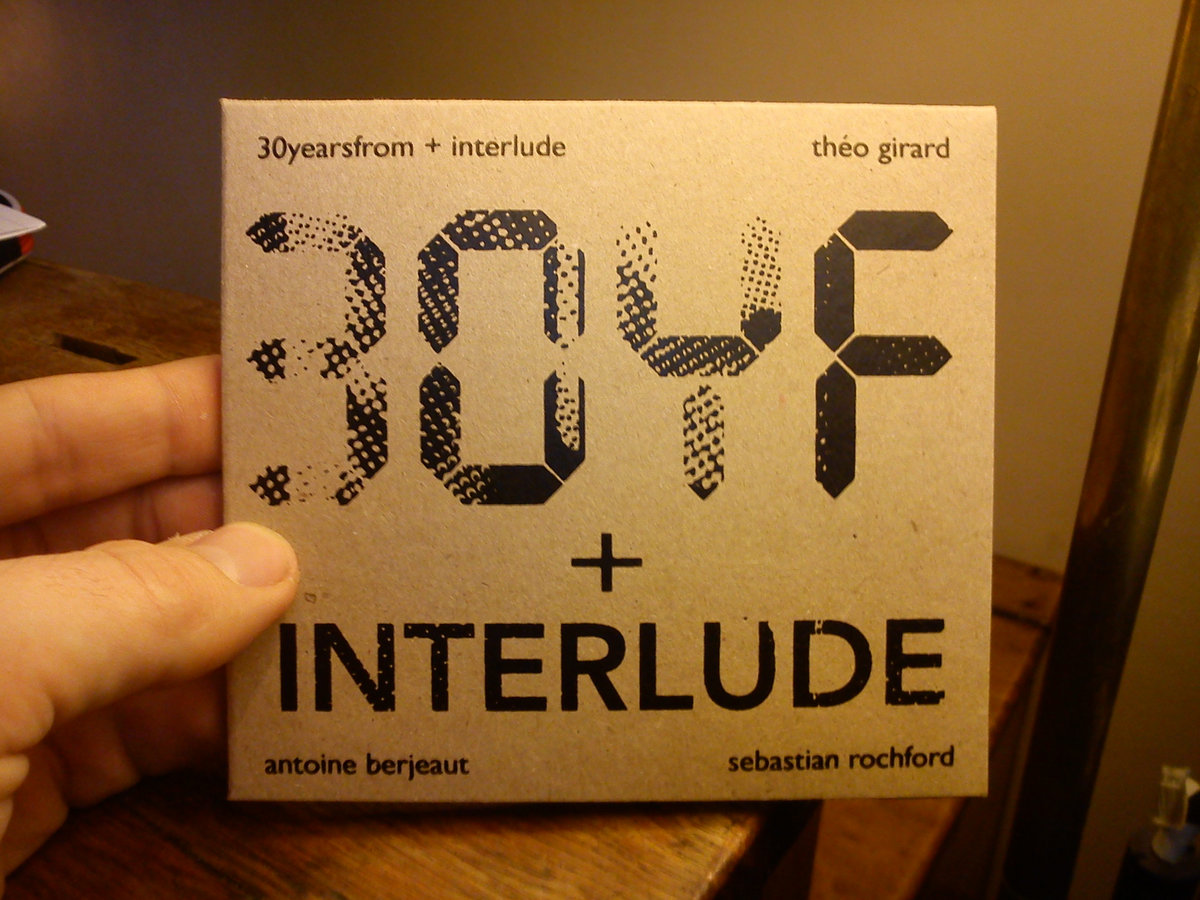 30yearsfrom + interlude théo girard
30YF
+
INTERLUDE
antoine berjeaut sebastian rochford